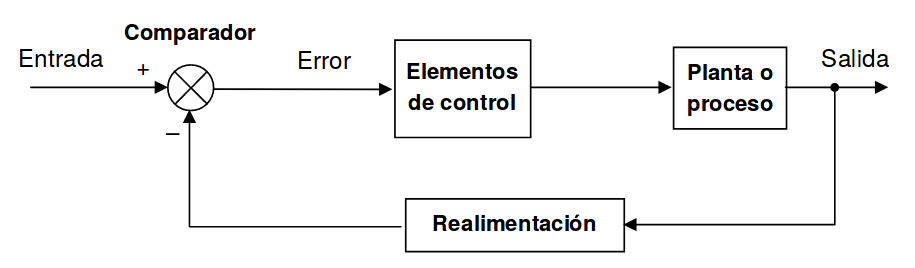 Comparador
Entrada
Error
Salida
+
Elementos
de control
Planta o
proceso
−
Realimentación